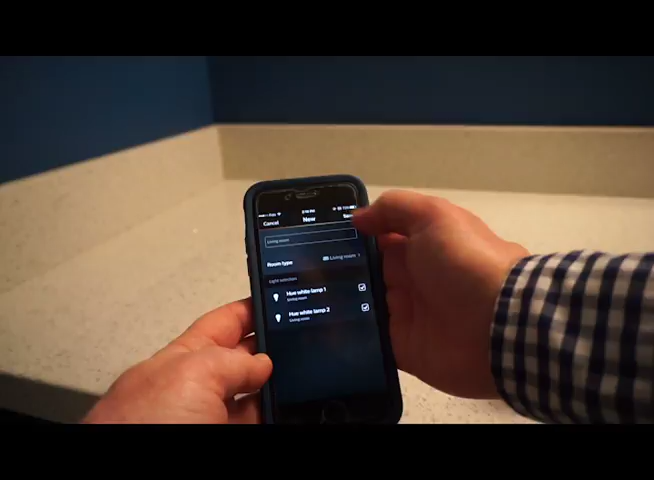 Cancel New
Living room
Room type Living room
Light selection
Hue white lamp 1
Living room
Hue white lamp 2
Living room